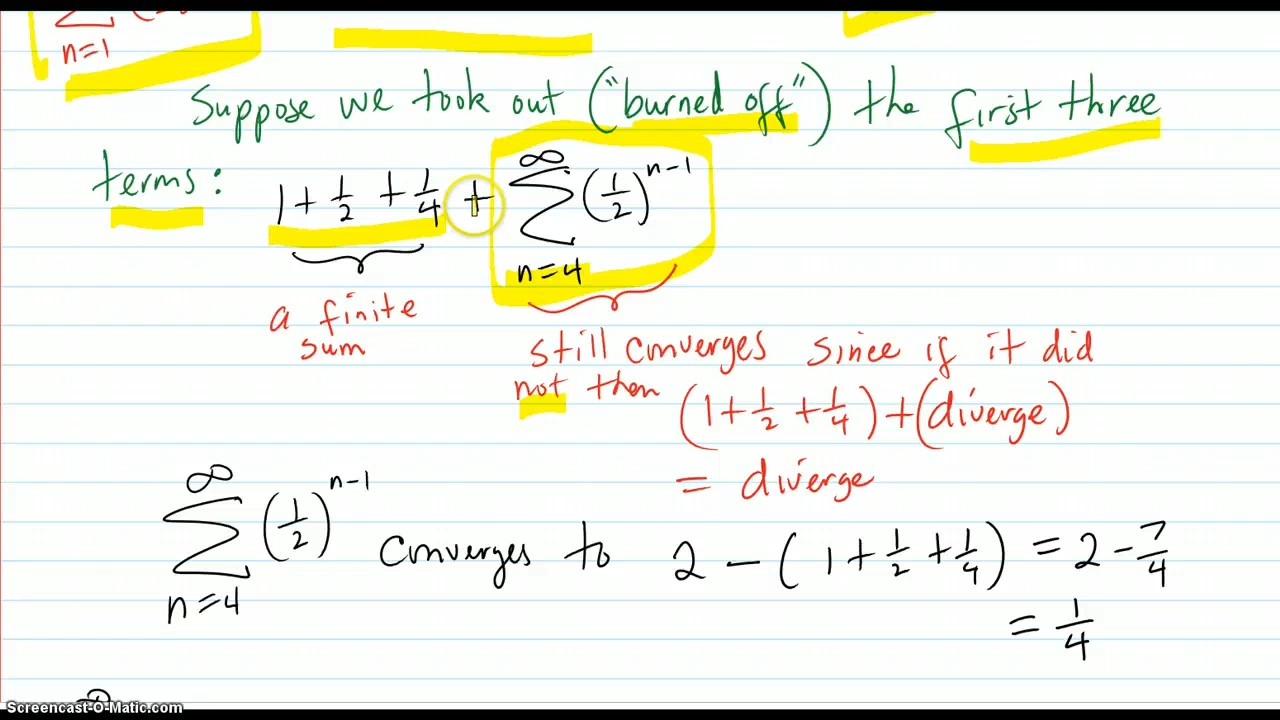 n=1
Suppose we took out ("burned off") the first three
terms: 1 + 1/2 + 1/4 + ∑_{n=4}^{∞} (1/2)^{n-1}
a finite
sum
still converges since if it did
not then (1 + 1/2 + 1/4) + (diverge)
= diverge
∑_{n=4}^{∞} (1/2)^{n-1} converges to 2 - (1 + 1/2 + 1/4) = 2 - 7/4
= 1/4
Screencast-O-Matic.com